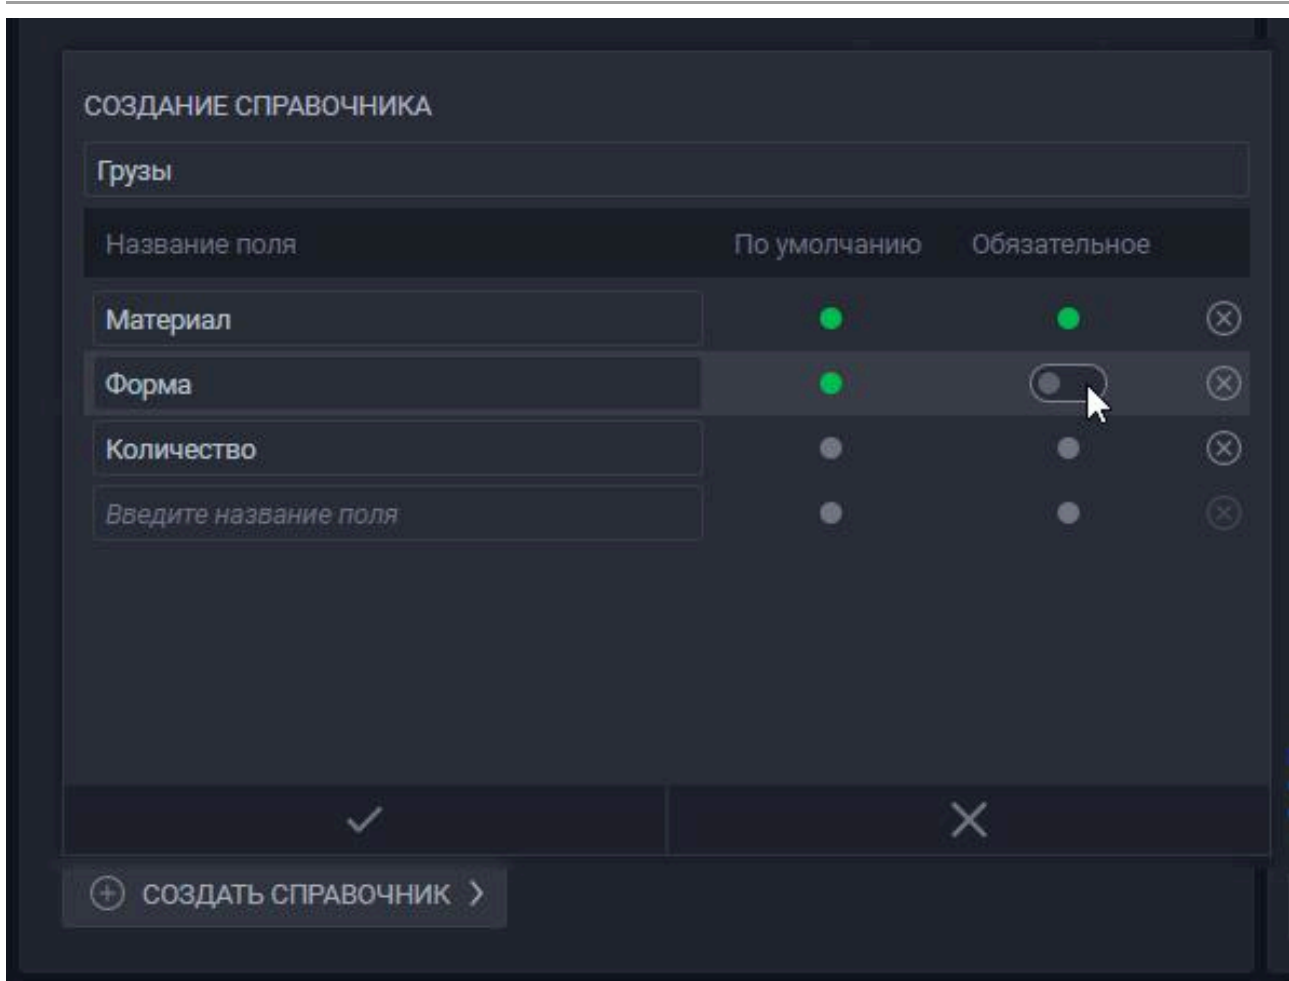 СОЗДАНИЕ СПРАВОЧНИКА
Грузы
Название поля По умолчанию Обязательное
Материал
Форма
Количество
Введите название поля
СОЗДАТЬ СПРАВОЧНИК